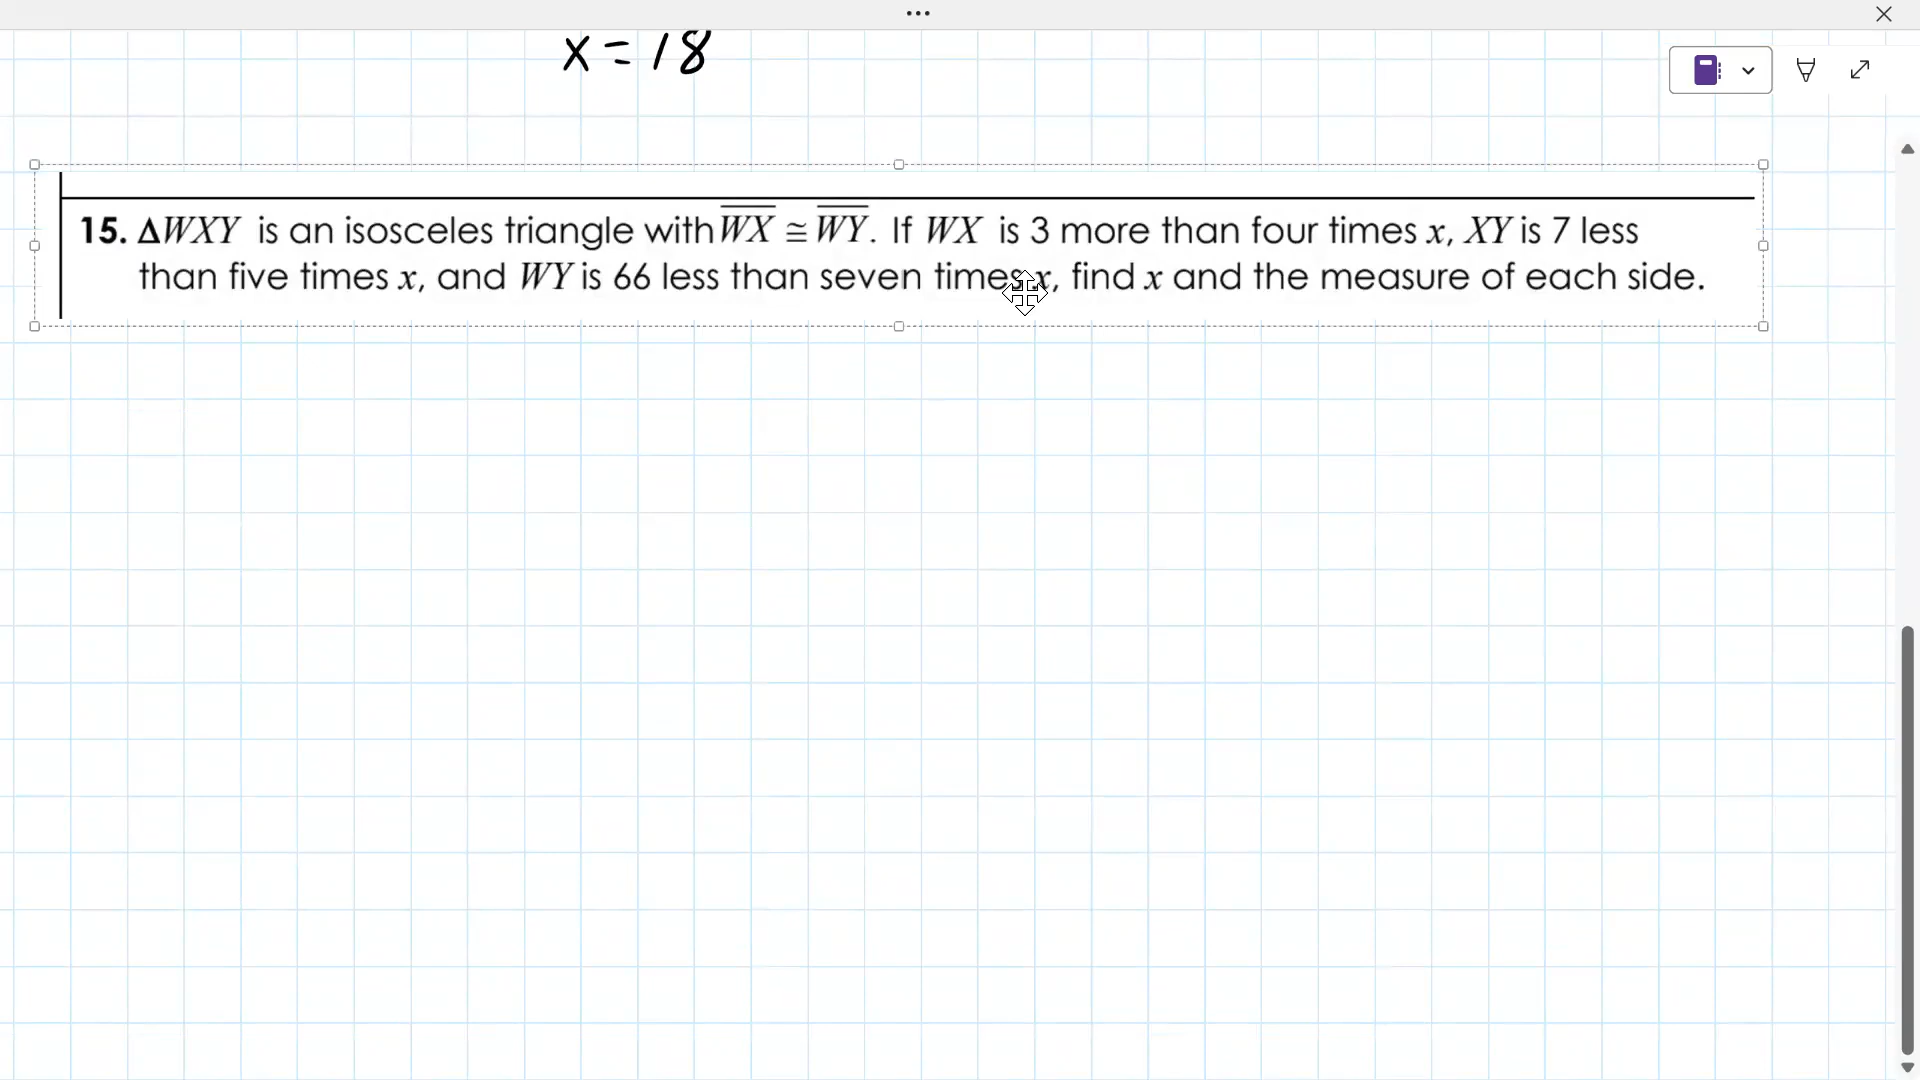 x = 18
15. ΔWXY is an isosceles triangle with W̅X̅ ≅ W̅Y̅. If WX is 3 more than four times x, XY is 7 less
than five times x, and WY is 66 less than seven times x, find x and the measure of each side.